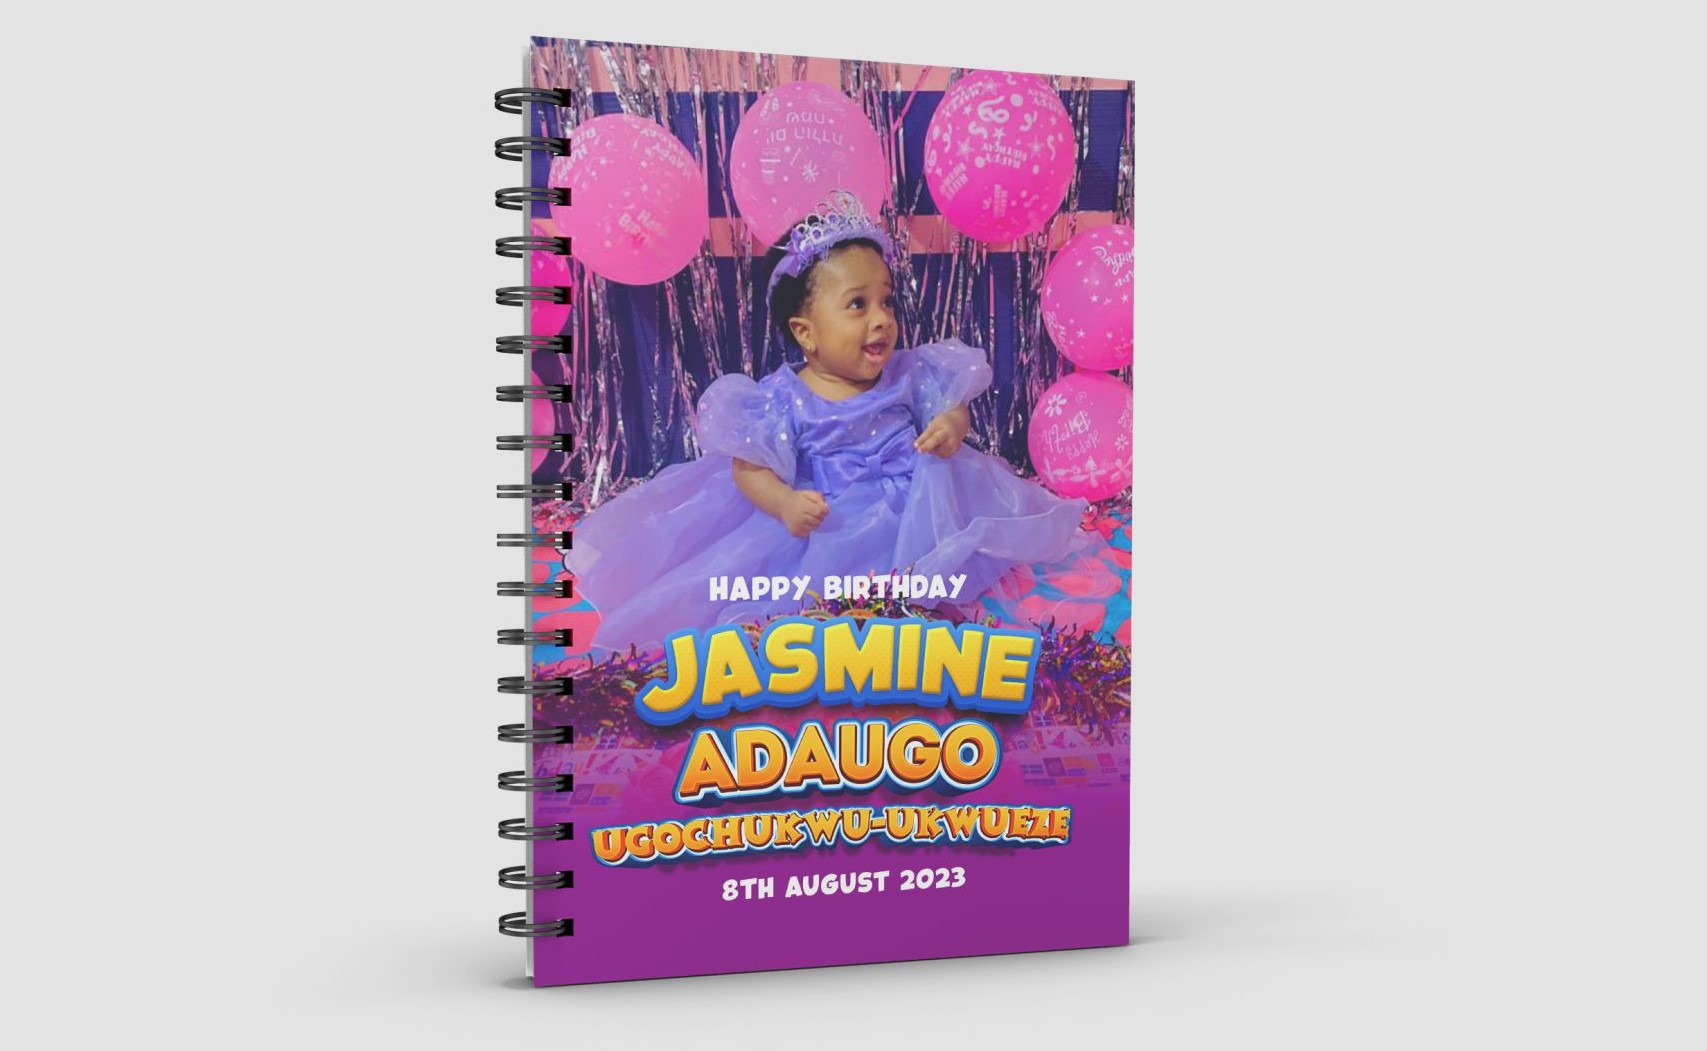 HAPPY BIRTHDAY
JASMINE
ADAUGO
UGOCHUKWU-UKWUEZE
8TH AUGUST 2023